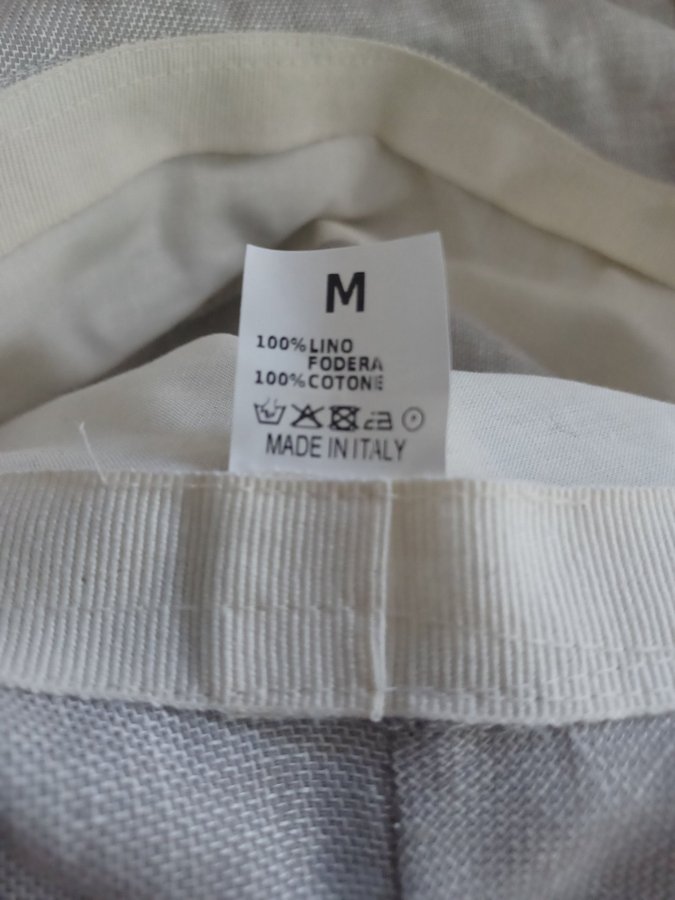 M
100% LINO
FODERA
100% COTONE
MADE IN ITALY